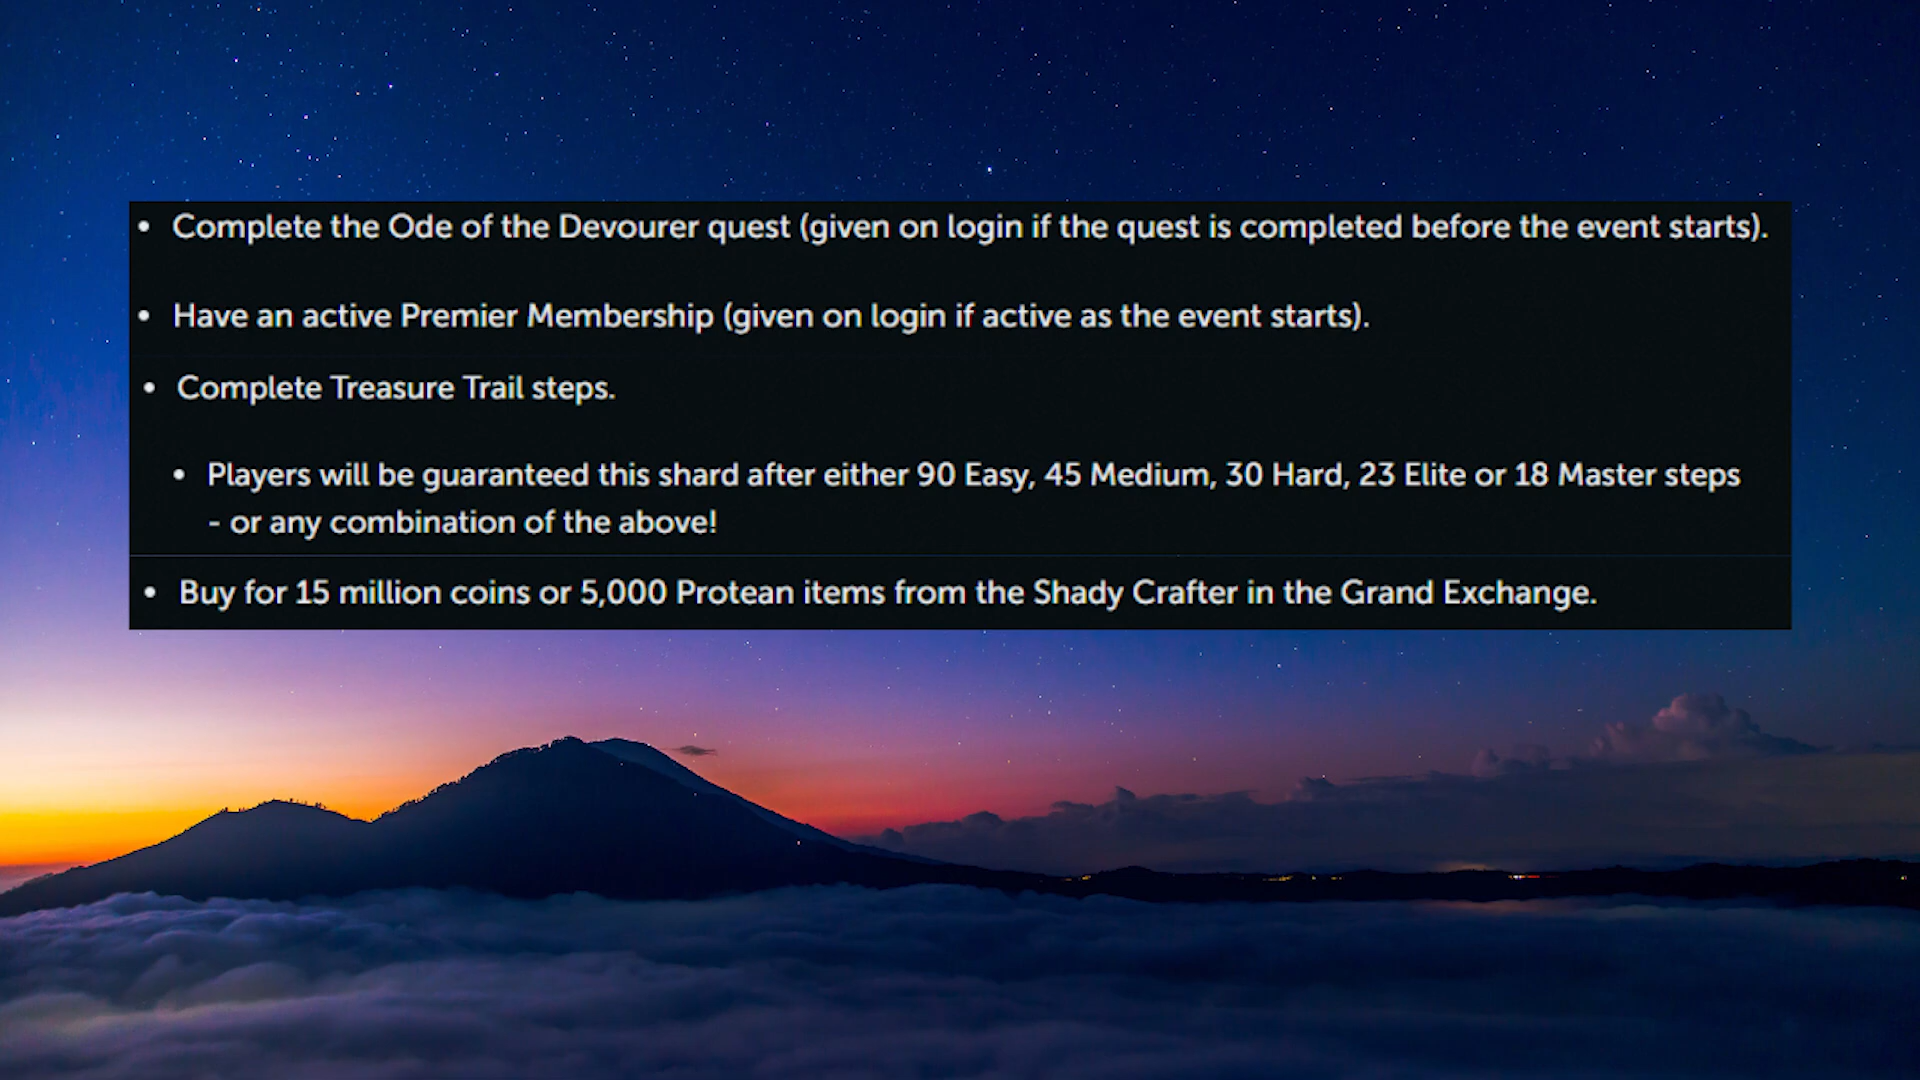 • Complete the Ode of the Devourer quest (given on login if the quest is completed before the event starts).
• Have an active Premier Membership (given on login if active as the event starts).
• Complete Treasure Trail steps.
• Players will be guaranteed this shard after either 90 Easy, 45 Medium, 30 Hard, 23 Elite or 18 Master steps
- or any combination of the above!
• Buy for 15 million coins or 5,000 Protean items from the Shady Crafter in the Grand Exchange.